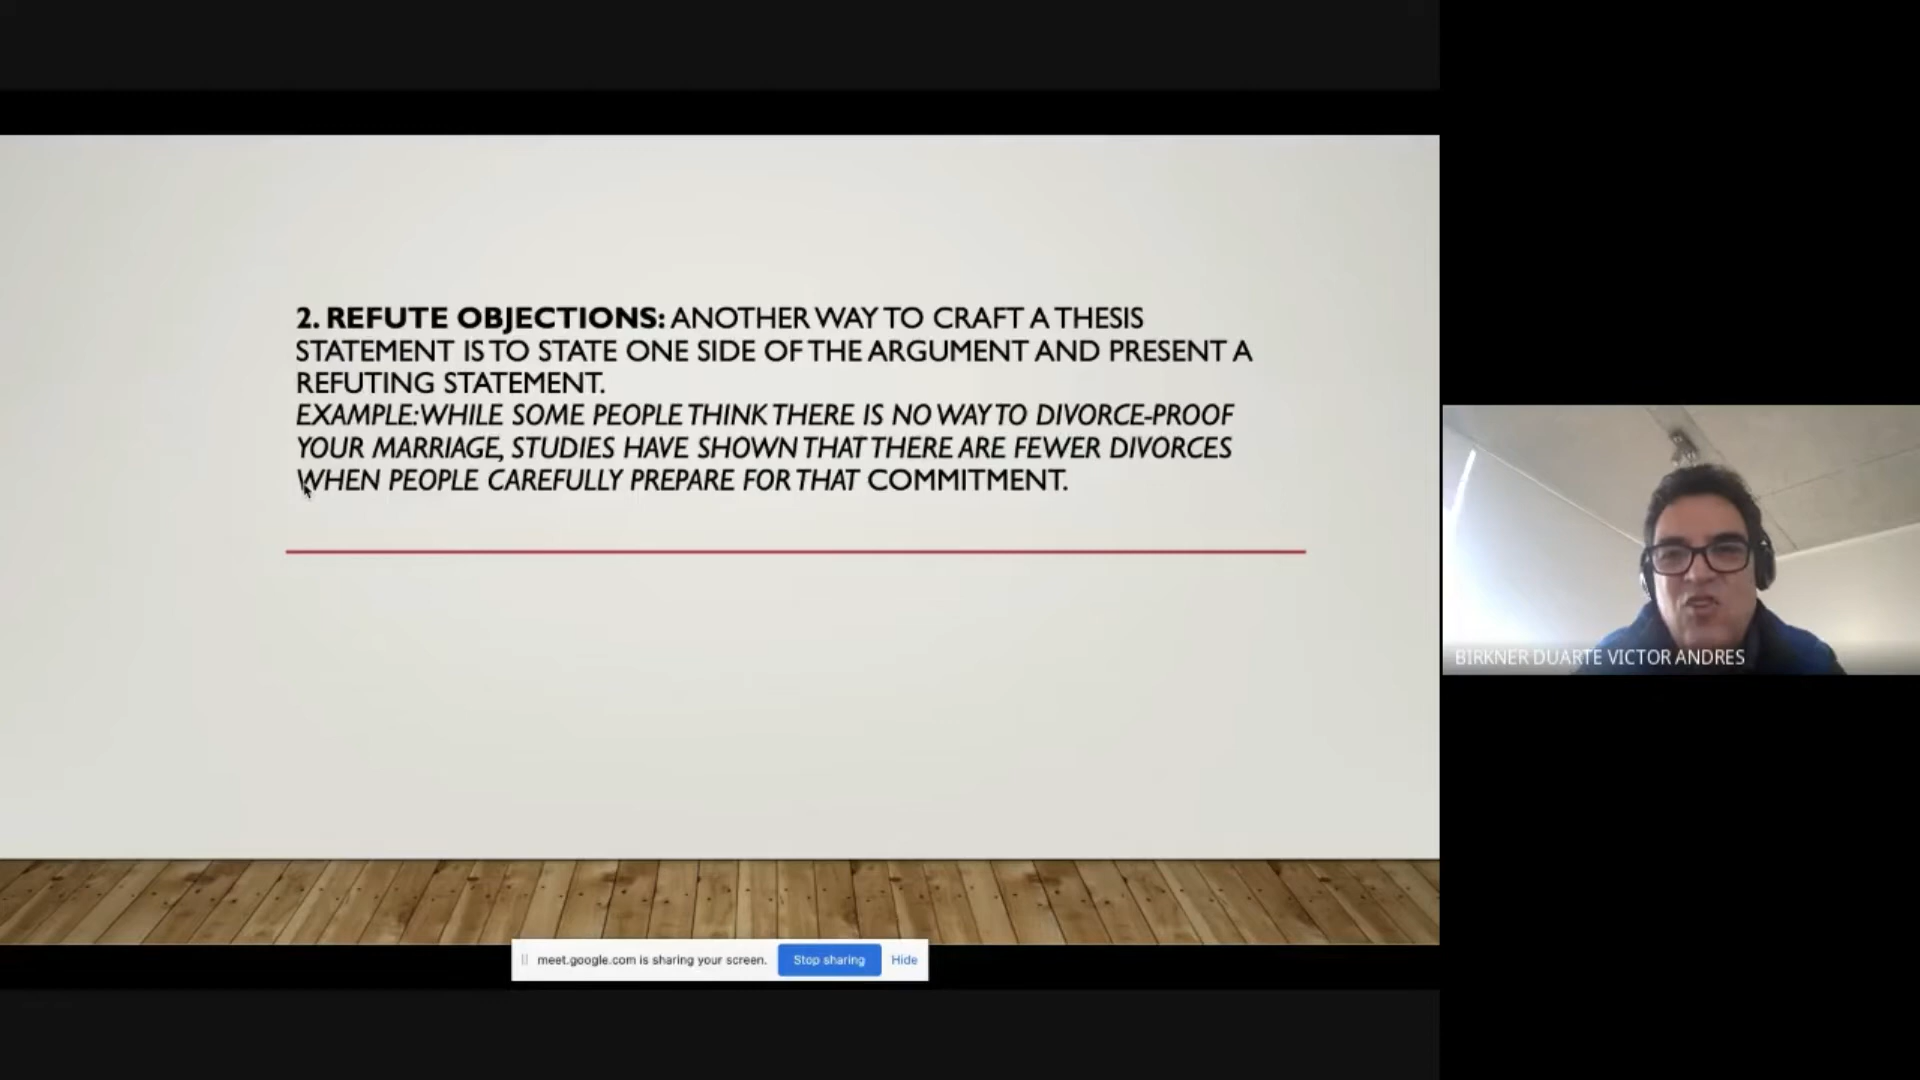 2. REFUTE OBJECTIONS: ANOTHER WAY TO CRAFT A THESIS
STATEMENT IS TO STATE ONE SIDE OF THE ARGUMENT AND PRESENT A
REFUTING STATEMENT.
EXAMPLE: WHILE SOME PEOPLE THINK THERE IS NO WAY TO DIVORCE-PROOF
YOUR MARRIAGE, STUDIES HAVE SHOWN THAT THERE ARE FEWER DIVORCES
WHEN PEOPLE CAREFULLY PREPARE FOR THAT COMMITMENT.
BIRKNER DUARTE VICTOR ANDRES
meet.google.com is sharing your screen. Stop sharing Hide